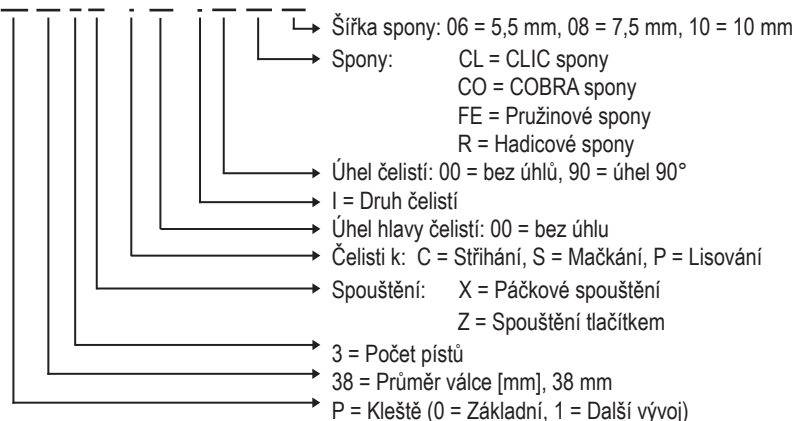 Šířka spony: 06 = 5,5 mm, 08 = 7,5 mm, 10 = 10 mm
Spony: CL = CLIC spony
CO = COBRA spony
FE = Pružinové spony
R = Hadicové spony
Úhel čelistí: 00 = bez úhlů, 90 = úhel 90°
I = Druh čelistí
Úhel hlavy čelistí: 00 = bez úhlu
Čelisti k: C = Střihání, S = Mačkání, P = Lisování
Spouštění: X = Páčkové spouštění
Z = Spouštění tlačítkem
3 = Počet pístů
38 = Průměr válce [mm], 38 mm
P = Kleště (0 = Základní, 1 = Další vývoj)